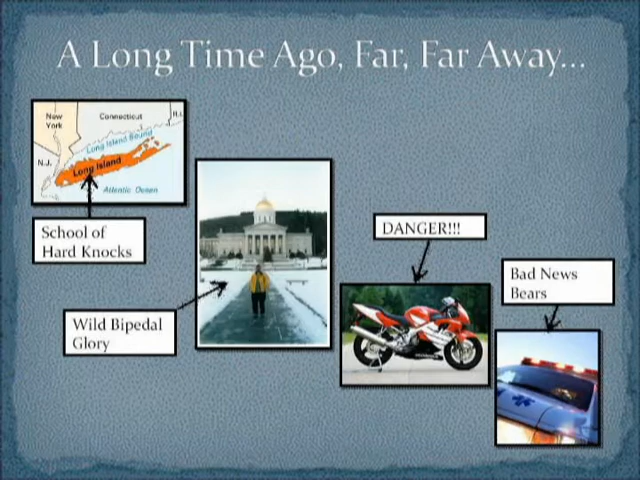 A Long Time Ago, Far, Far Away...
New
York
Connecticut
R.I.
Long Island Sound
N.J.
Long Island
Atlantic Ocean
School of
Hard Knocks
DANGER!!!
Bad News
Bears
Wild Bipedal
Glory